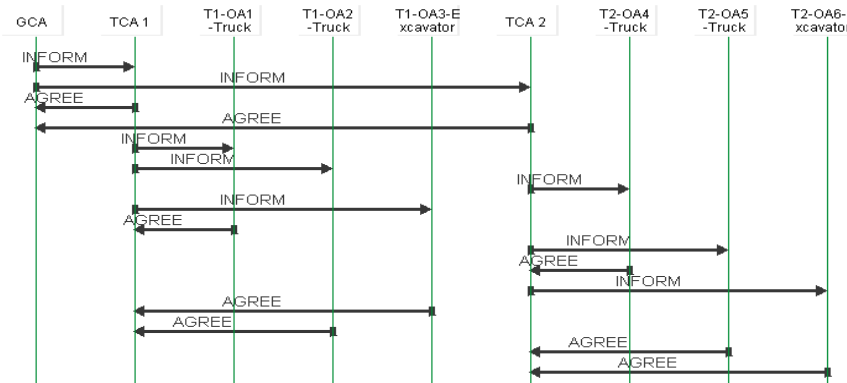 GCA
TCA 1
T1-OA1
-Truck
T1-OA2
-Truck
T1-OA3-E
xcavator
TCA 2
T2-OA4
-Truck
T2-OA5
-Truck
T2-OA6-
xcavator
INFORM
INFORM
AGREE
AGREE
INFORM
INFORM
INFORM
INFORM
AGREE
INFORM
AGREE
INFORM
AGREE
AGREE
AGREE
AGREE